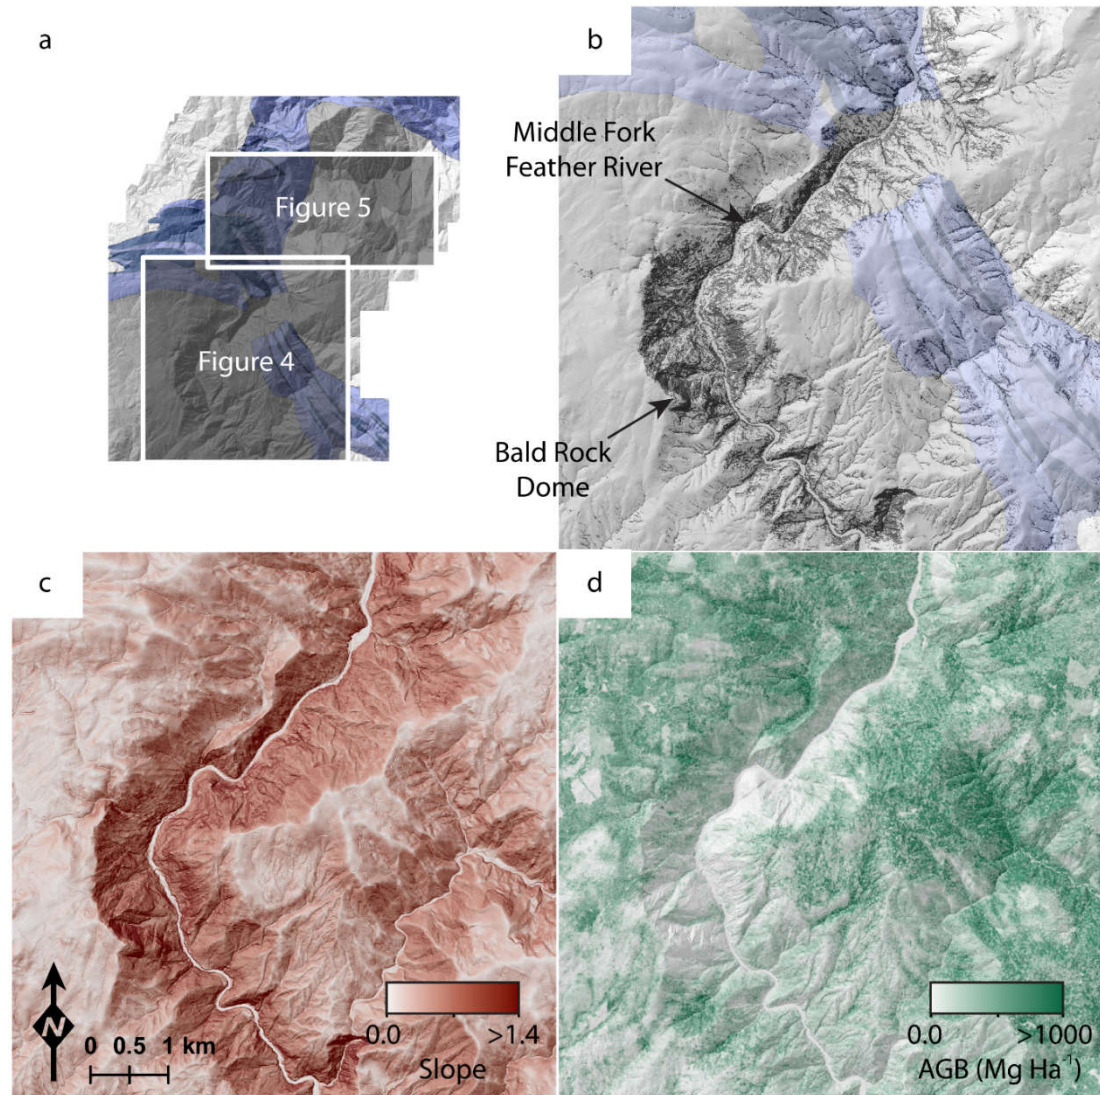 a
b
Middle Fork
Feather River
Figure 5
Figure 4
Bald Rock
Dome
c
d
N
0 0.5 1 km
0.0 >1.4
Slope
0.0 >1000
AGB (Mg Ha⁻¹)